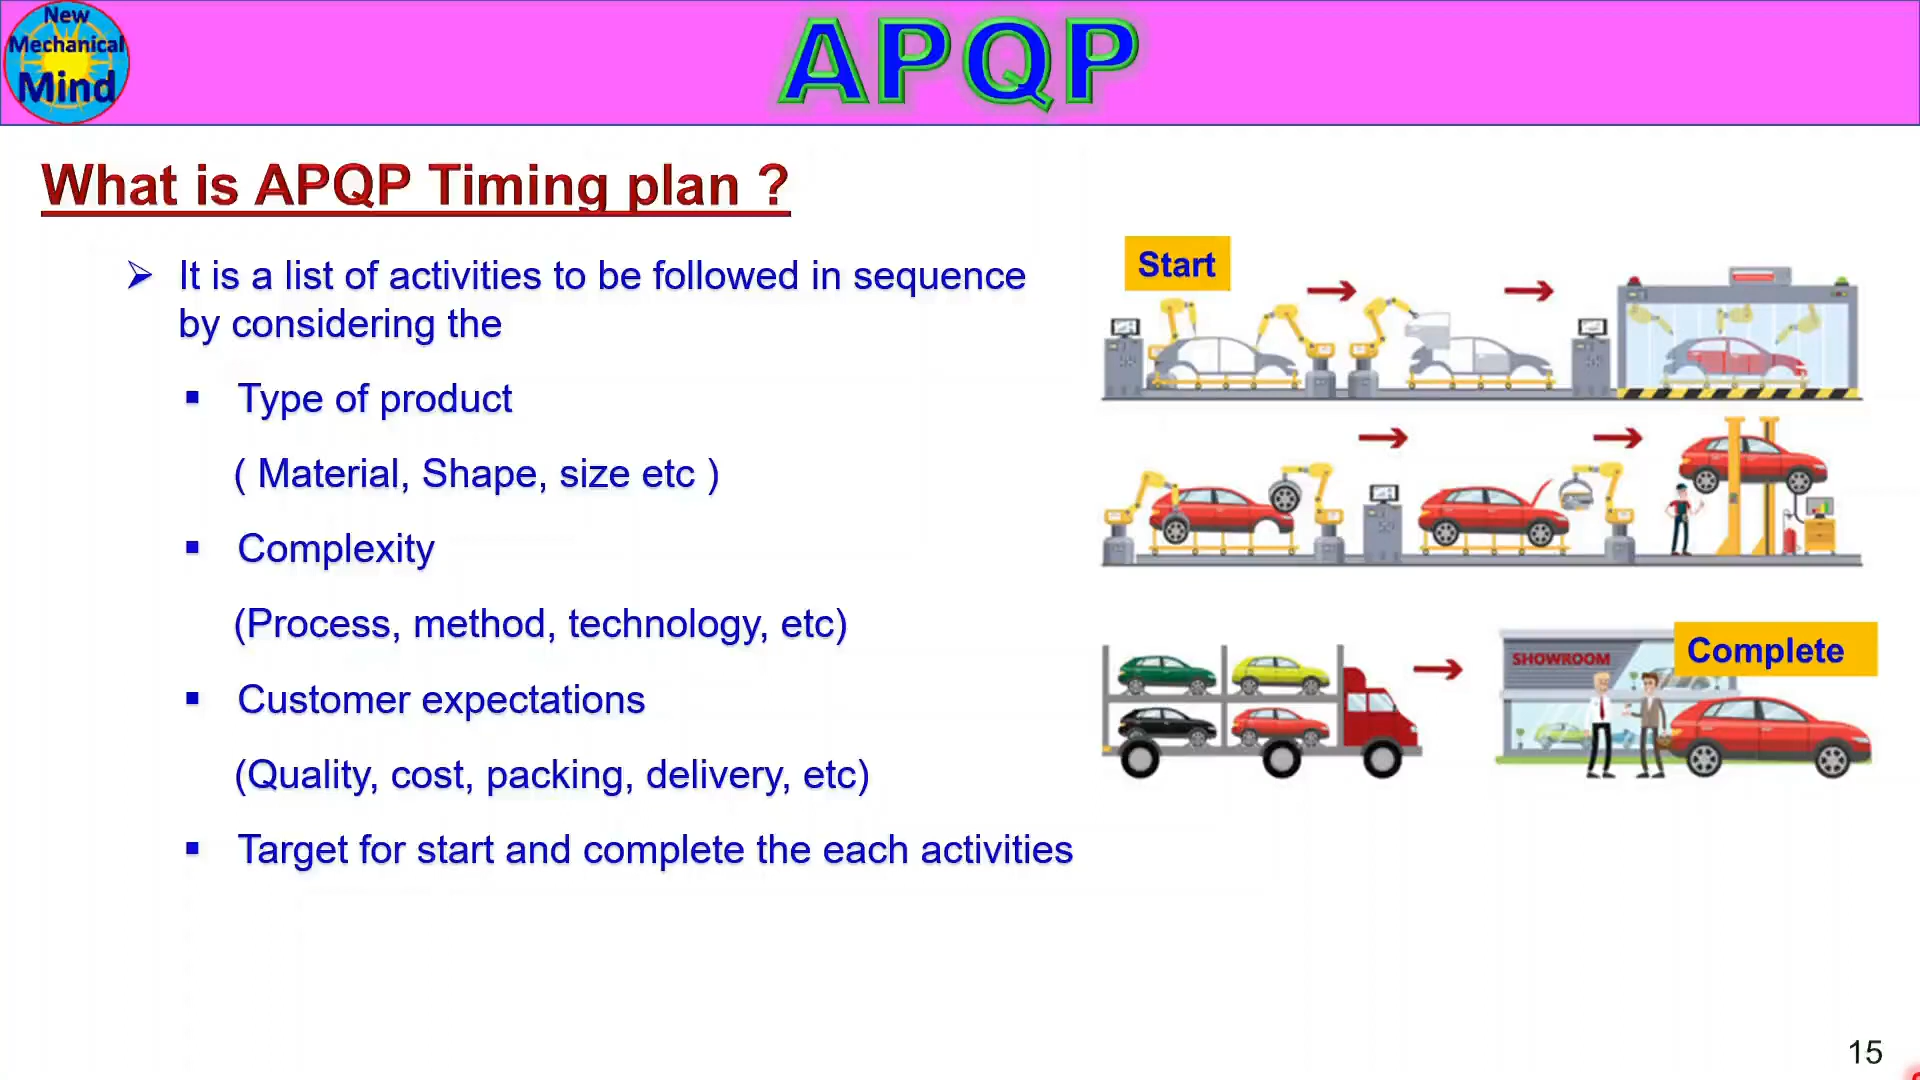 New
Mechanical
Mind
APQP
What is APQP Timing plan ?
➢ It is a list of activities to be followed in sequence
by considering the
▪ Type of product
( Material, Shape, size etc )
▪ Complexity
(Process, method, technology, etc)
▪ Customer expectations
(Quality, cost, packing, delivery, etc)
▪ Target for start and complete the each activities
Start
SHOWROOM
Complete
15